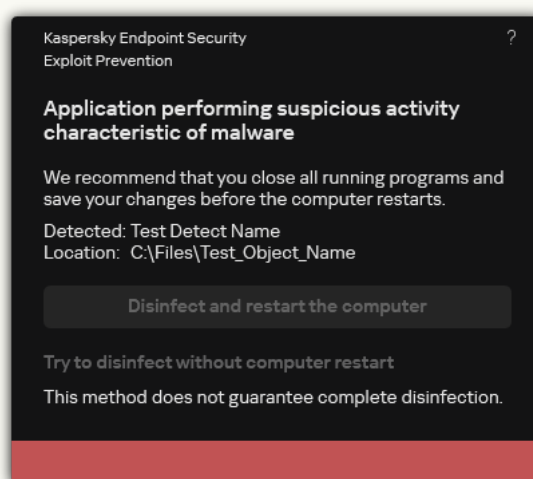 Kaspersky Endpoint Security
?
Exploit Prevention
Application performing suspicious activity
characteristic of malware
We recommend that you close all running programs and
save your changes before the computer restarts.
Detected: Test Detect Name
Location: C:\Files\Test_Object_Name
Disinfect and restart the computer
Try to disinfect without computer restart
This method does not guarantee complete disinfection.